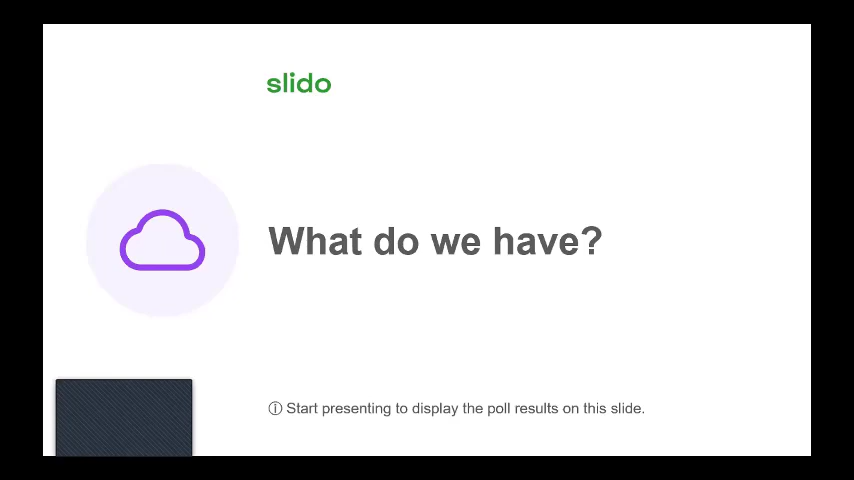 slido
What do we have?
ⓘ Start presenting to display the poll results on this slide.